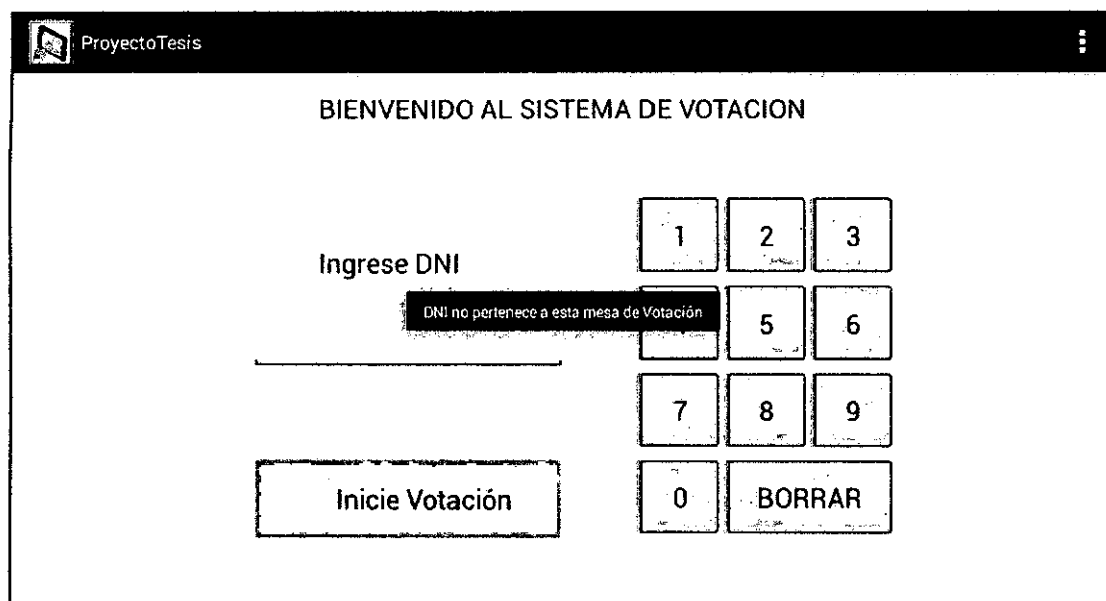 ProyectoTesis
BIENVENIDO AL SISTEMA DE VOTACION
Ingrese DNI
DNI no pertenece a esta mesa de Votación
Inicie Votación
1 2 3
5 6
7 8 9
0 BORRAR